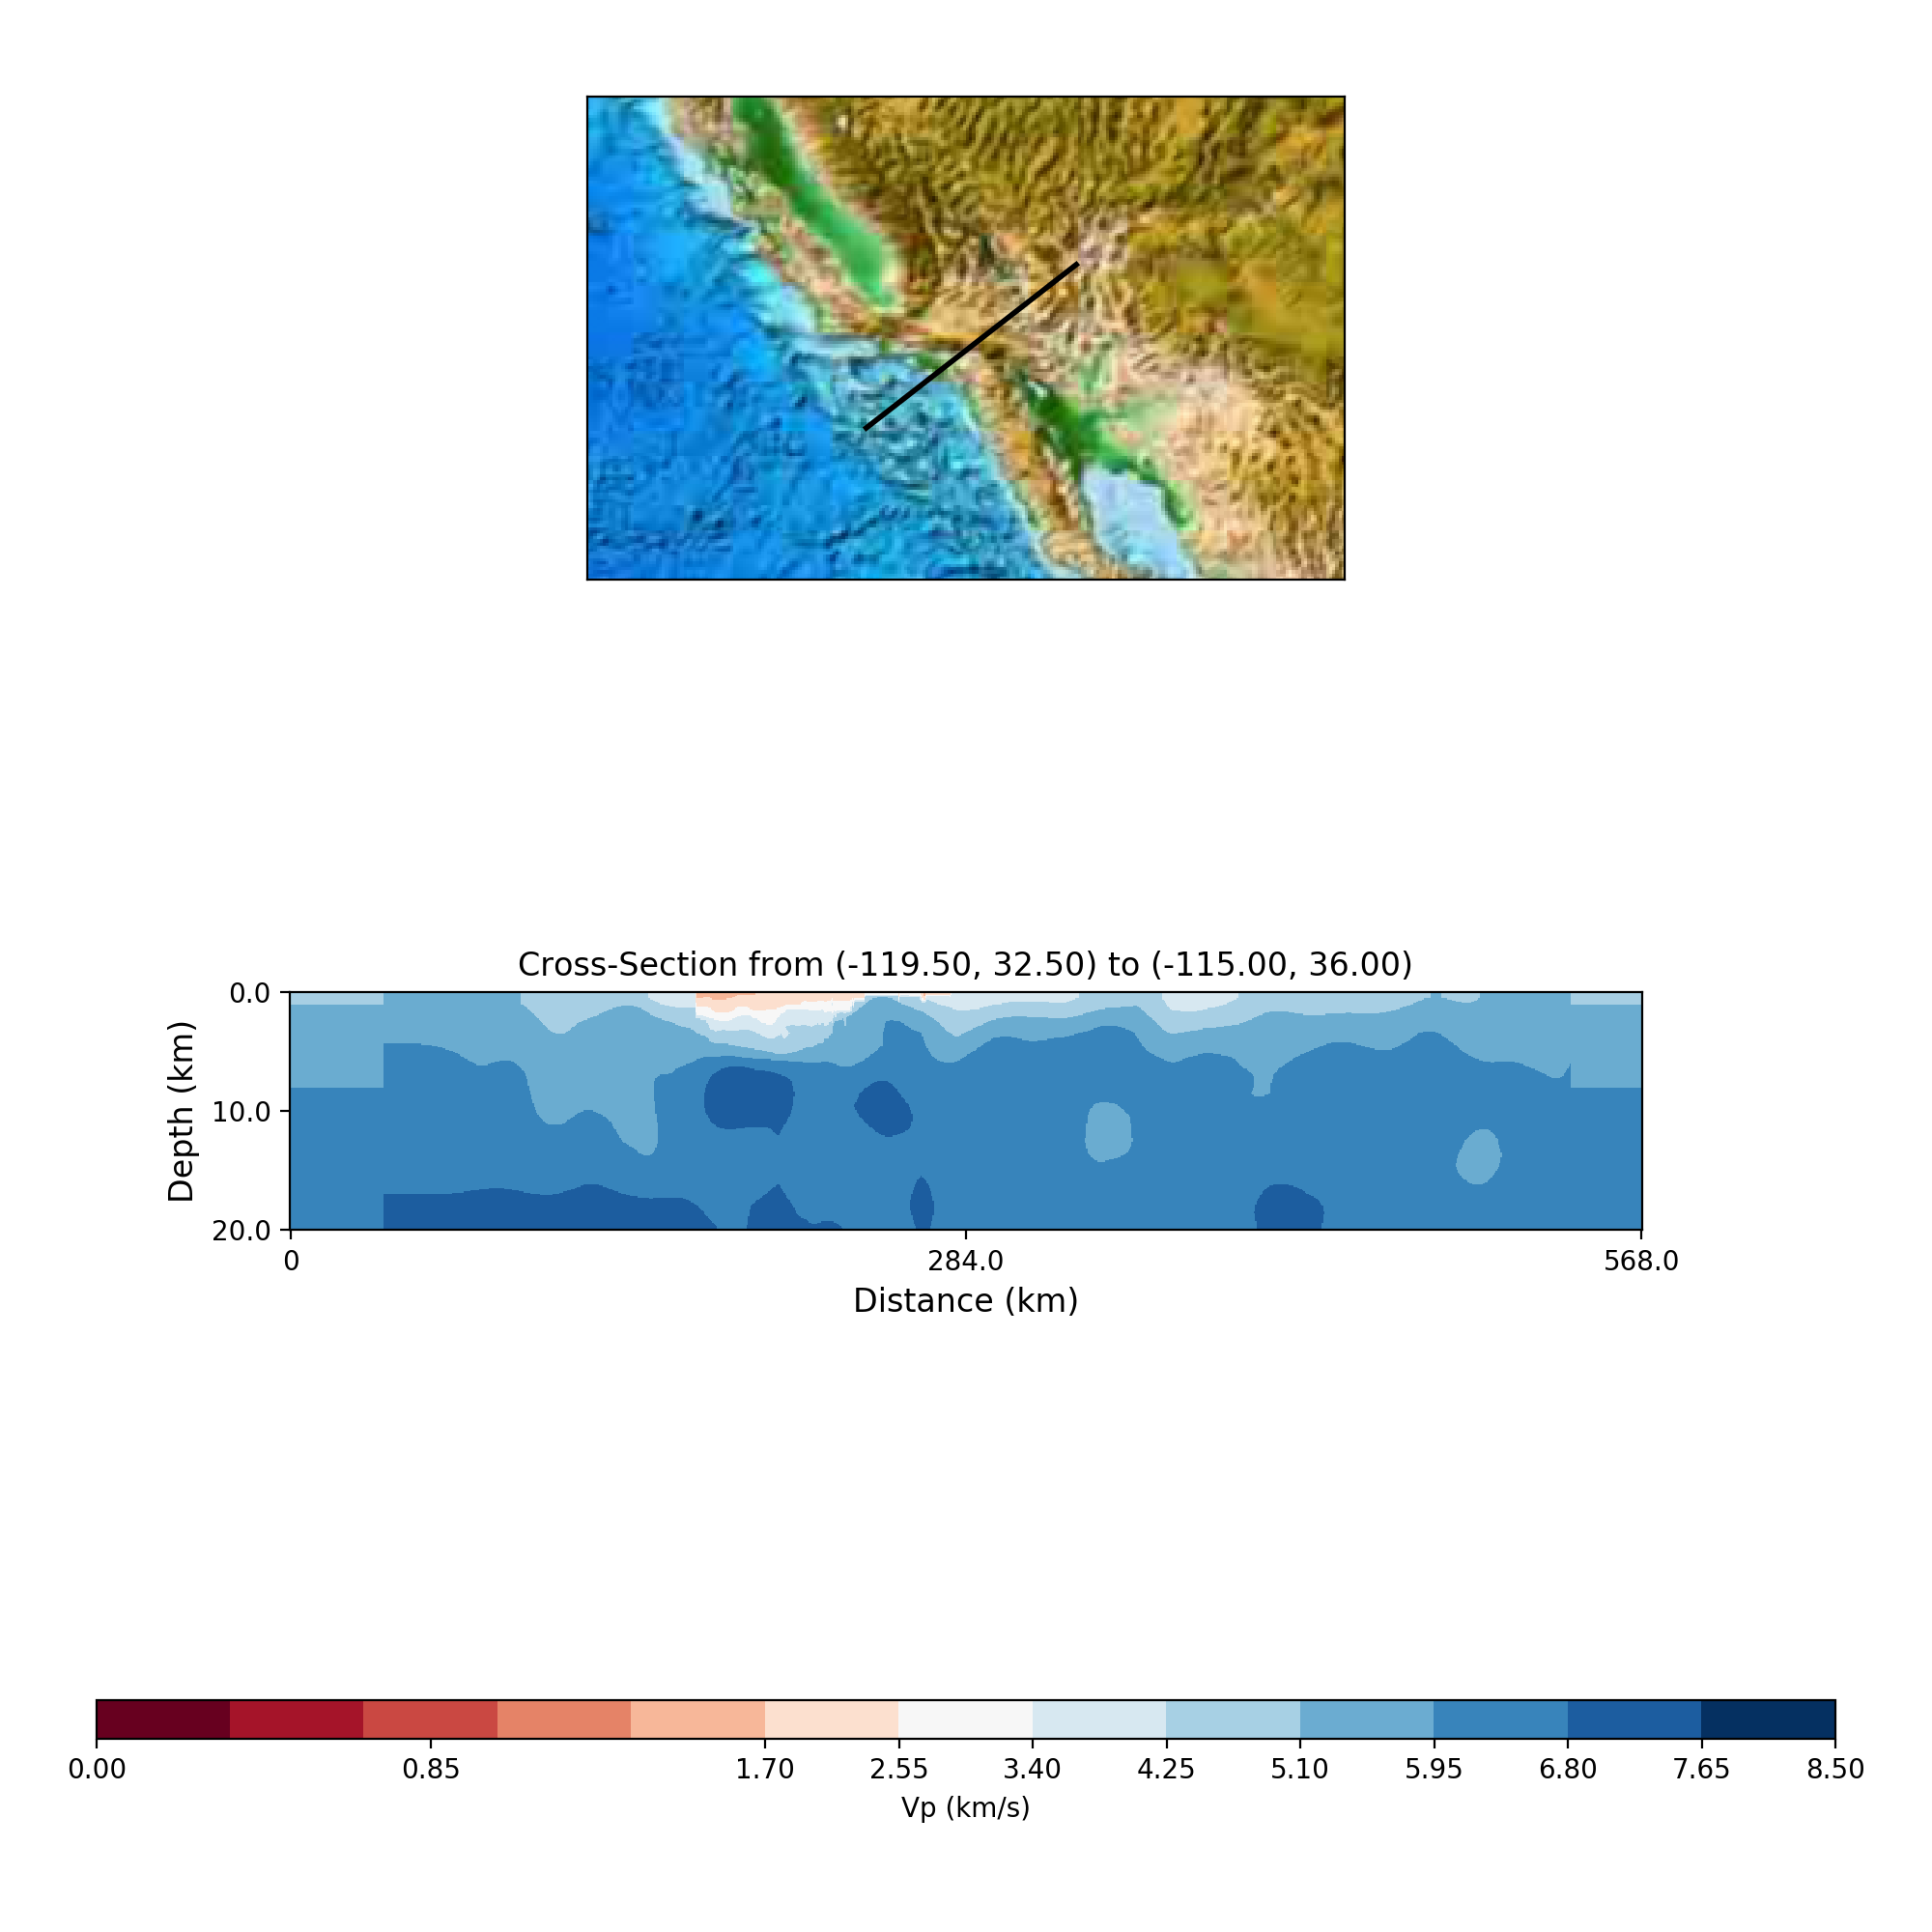 Cross-Section from (-119.50, 32.50) to (-115.00, 36.00)
0.0
10.0
20.0
Depth (km)
0 284.0 568.0
Distance (km)
0.00 0.85 1.70 2.55 3.40 4.25 5.10 5.95 6.80 7.65 8.50
Vp (km/s)